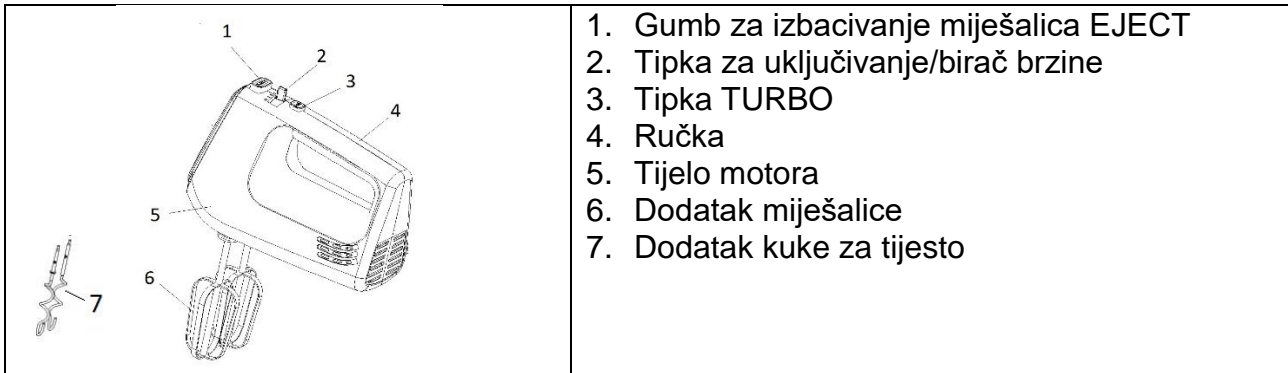 1
2
3
4
5
6
7
1. Gumb za izbacivanje miješalica EJECT
2. Tipka za uključivanje/birač brzine
3. Tipka TURBO
4. Ručka
5. Tijelo motora
6. Dodatak miješalice
7. Dodatak kuke za tijesto